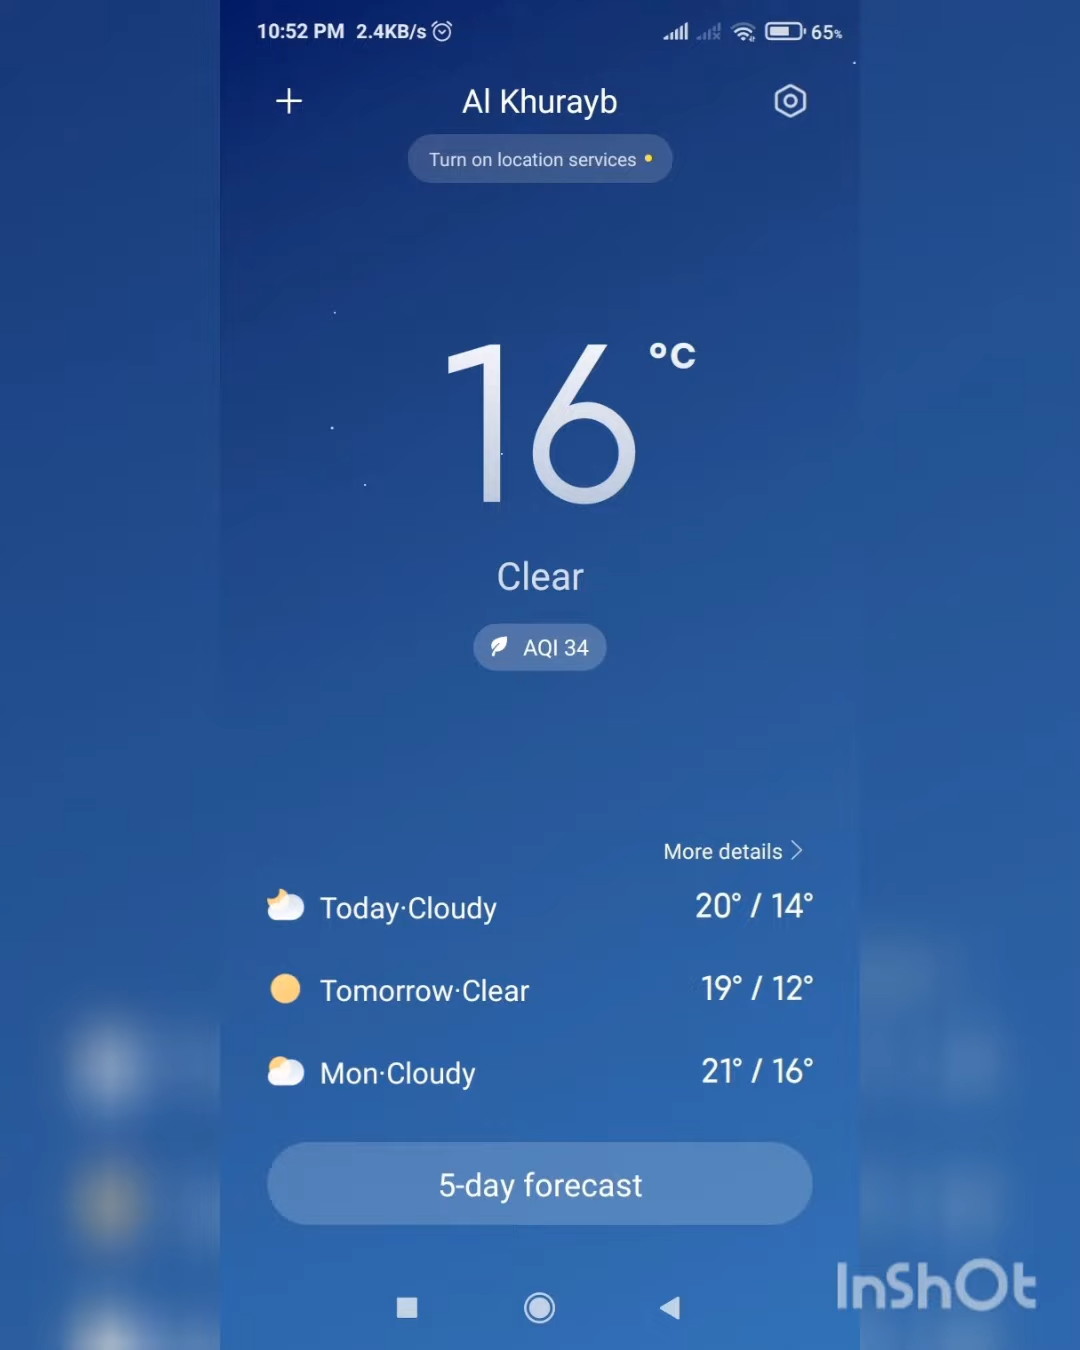 10:52 PM 2.4KB/s 65%
Al Khurayb
Turn on location services
16 °C
Clear
AQI 34
More details
Today·Cloudy 20° / 14°
Tomorrow·Clear 19° / 12°
Mon·Cloudy 21° / 16°
5-day forecast
InShOt